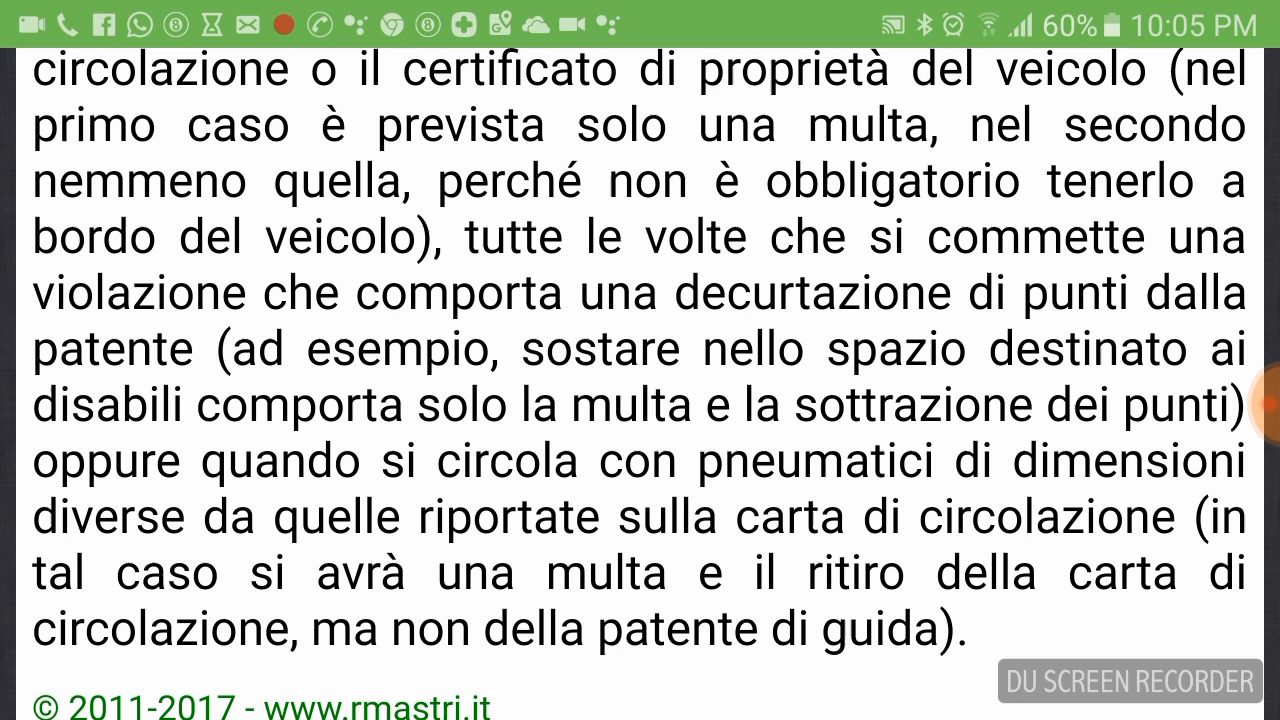 60% 10:05 PM
circolazione o il certificato di proprietà del veicolo (nel
primo caso è prevista solo una multa, nel secondo
nemmeno quella, perché non è obbligatorio tenerlo a
bordo del veicolo), tutte le volte che si commette una
violazione che comporta una decurtazione di punti dalla
patente (ad esempio, sostare nello spazio destinato ai
disabili comporta solo la multa e la sottrazione dei punti)
oppure quando si circola con pneumatici di dimensioni
diverse da quelle riportate sulla carta di circolazione (in
tal caso si avrà una multa e il ritiro della carta di
circolazione, ma non della patente di guida).
DU SCREEN RECORDER
© 2011-2017 - www.rmastri.it